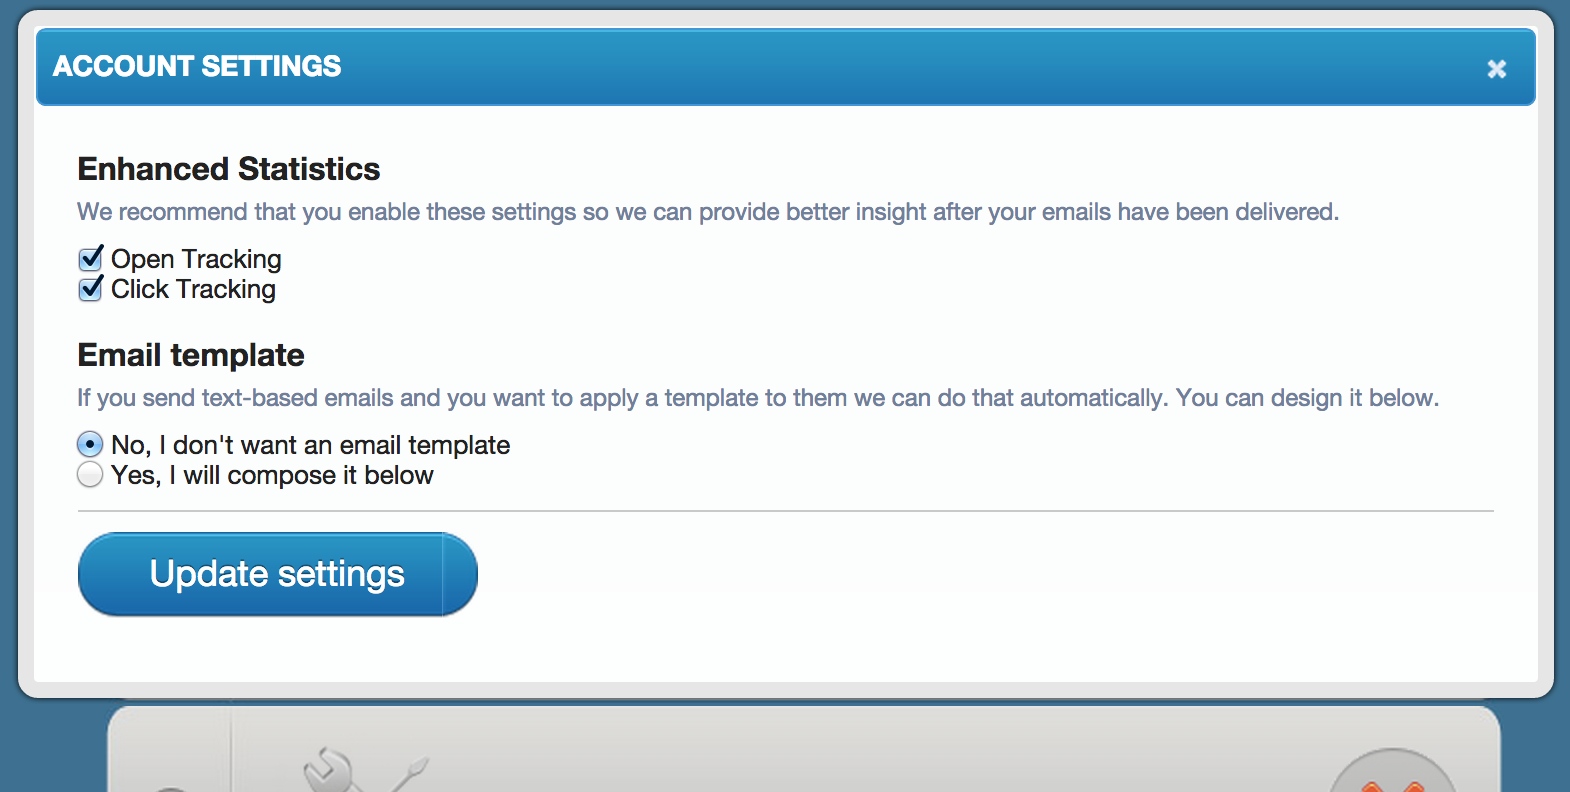 ACCOUNT SETTINGS
Enhanced Statistics
We recommend that you enable these settings so we can provide better insight after your emails have been delivered.
Open Tracking
Click Tracking
Email template
If you send text-based emails and you want to apply a template to them we can do that automatically. You can design it below.
No, I don't want an email template
Yes, I will compose it below
Update settings